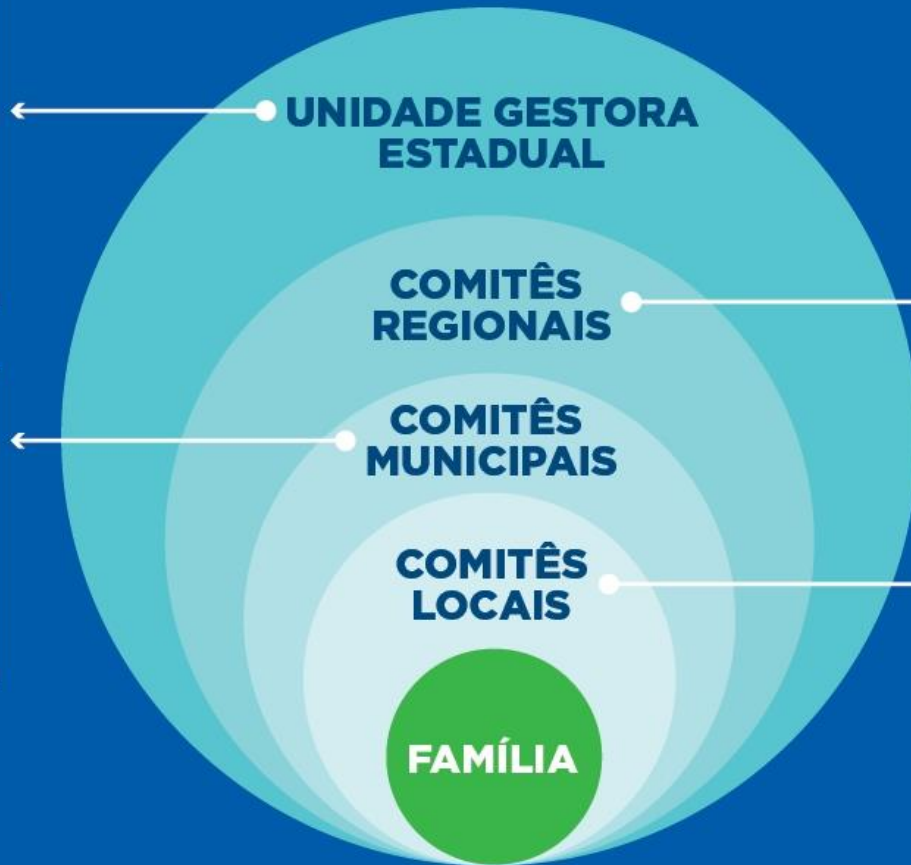 UNIDADE GESTORA
ESTADUAL
COMITÊS
REGIONAIS
COMITÊS
MUNICIPAIS
COMITÊS
LOCAIS
FAMÍLIA